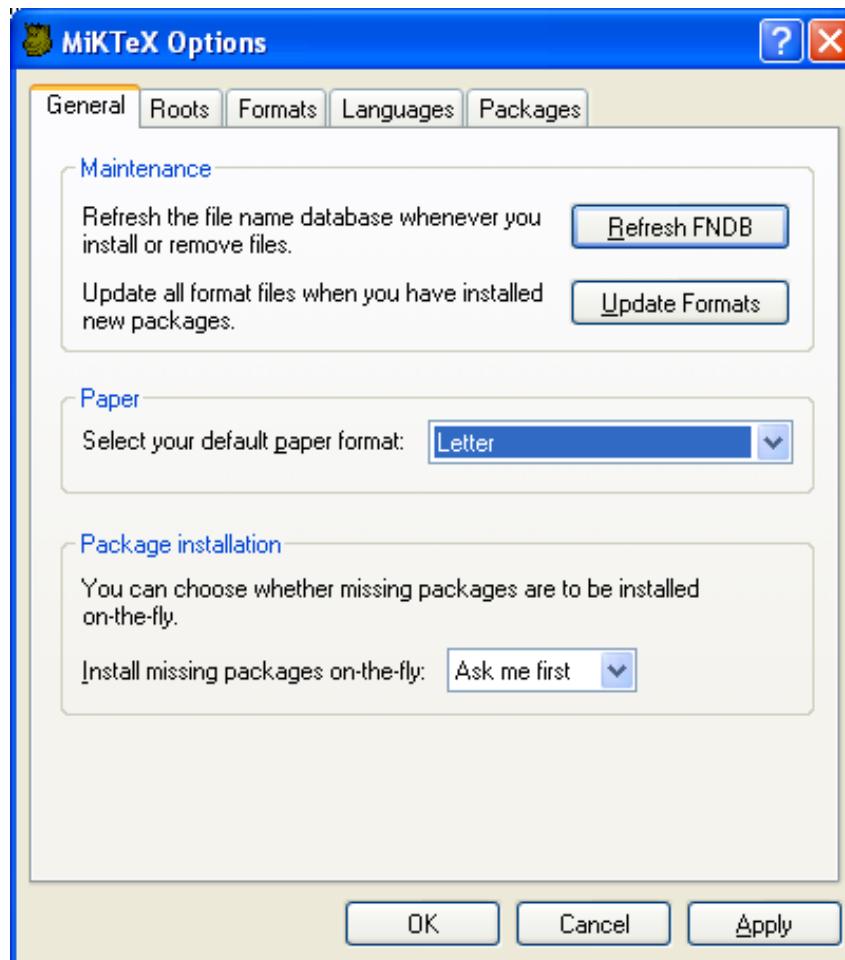 MiKTeX Options
General Roots Formats Languages Packages
Maintenance
Refresh the file name database whenever you
install or remove files.
Refresh FNDB
Update all format files when you have installed
new packages.
Update Formats
Paper
Select your default paper format: Letter
Package installation
You can choose whether missing packages are to be installed
on-the-fly.
Install missing packages on-the-fly: Ask me first
OK Cancel Apply